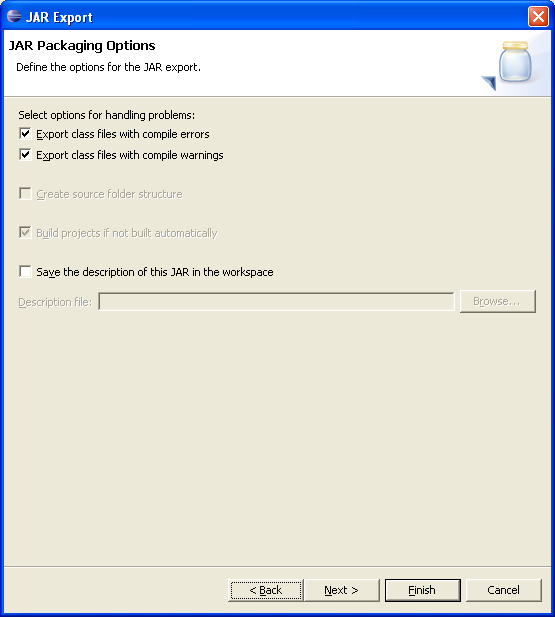 JAR Export
JAR Packaging Options
Define the options for the JAR export.
Select options for handling problems:
Export class files with compile errors
Export class files with compile warnings
Create source folder structure
Build projects if not built automatically
Save the description of this JAR in the workspace
Description file:
Browse...
< Back
Next >
Finish
Cancel